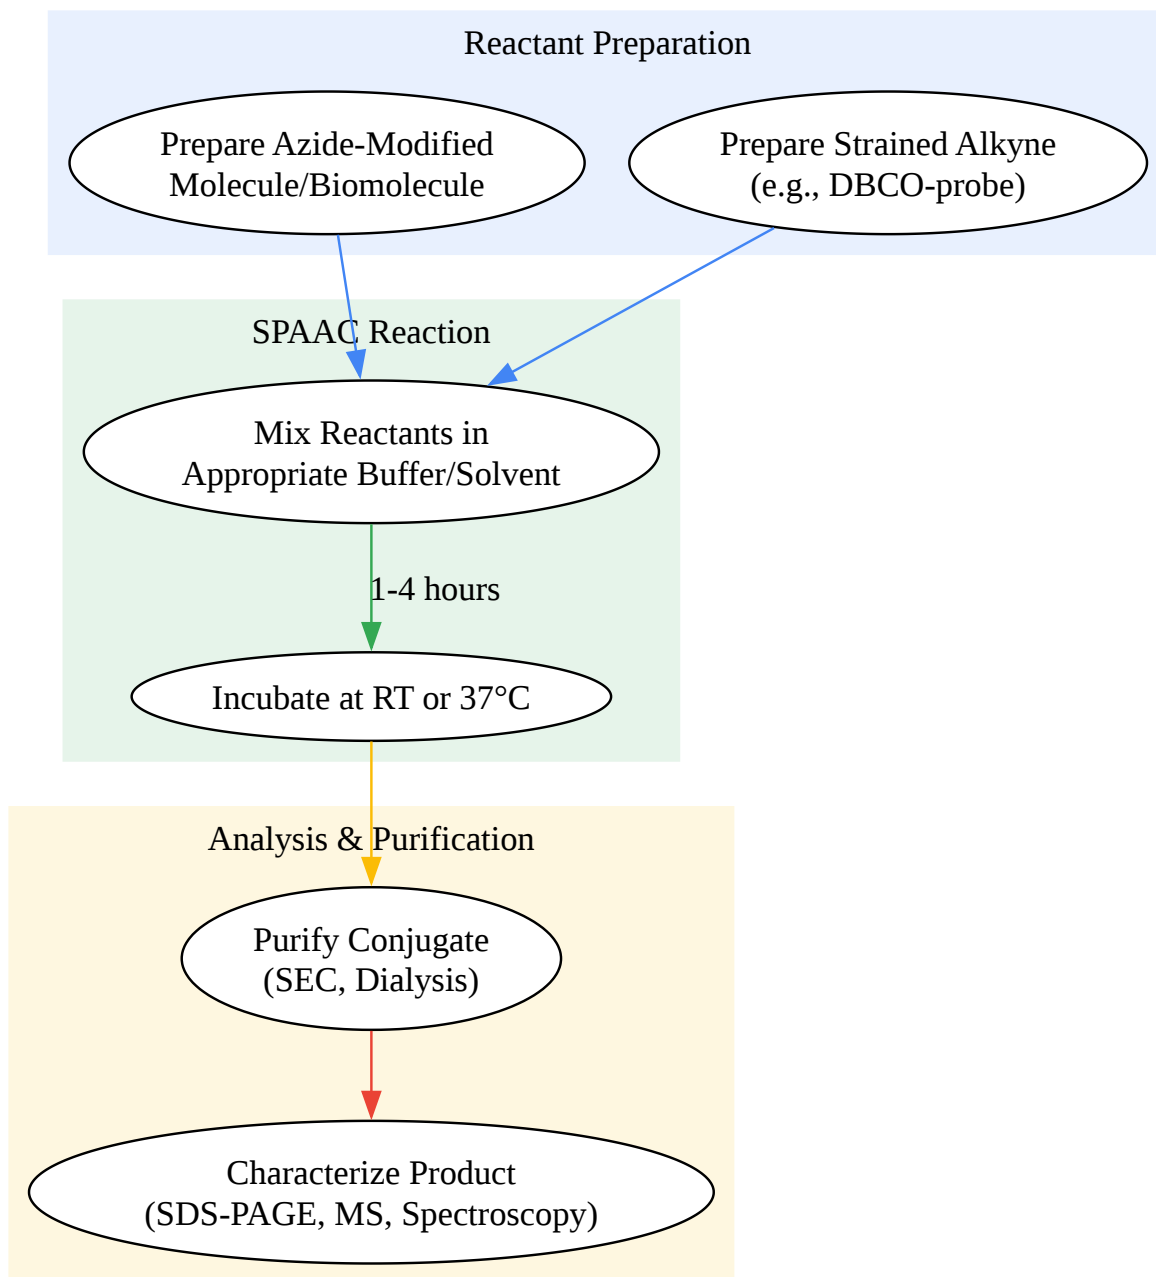 Reactant Preparation
Prepare Azide-Modified
Molecule/Biomolecule
Prepare Strained Alkyne
(e.g., DBCO-probe)
SPAAC Reaction
Mix Reactants in
Appropriate Buffer/Solvent
1-4 hours
Incubate at RT or 37°C
Analysis & Purification
Purify Conjugate
(SEC, Dialysis)
Characterize Product
(SDS-PAGE, MS, Spectroscopy)